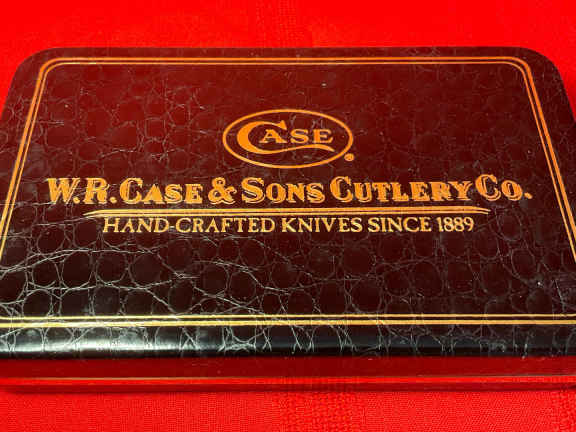 CASE®
W.R. CASE & SONS CUTLERY CO.
HAND-CRAFTED KNIVES SINCE 1889